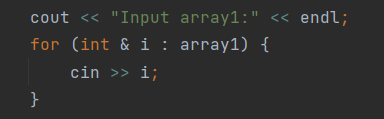 cout << "Input array1:" << endl;
for (int & i : array1) {
    cin >> i;
}